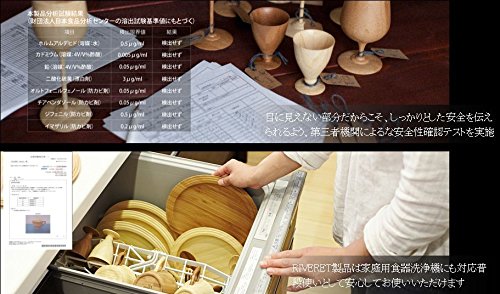 本製品分析試験結果
(財団法人日本食品分析センターの溶出試験基準値にもとづく)
項目 検出限界値 結果
ホルムアルデヒド(溶媒:水) 0.5μg/ml 検出せず
カドミウム(溶媒:4V/V%酢酸) 0.005μg/ml 検出せず
鉛(溶媒:4V/V%酢酸) 0.05μg/ml 検出せず
二酸化硫黄(漂白剤) 3μg/ml 検出せず
オルトフェニルフェノール(防カビ剤) 0.05μg/ml 検出せず
チアベンダゾール(防カビ剤) 0.05μg/ml 検出せず
ジフェニル(防カビ剤) 0.5μg/ml 検出せず
イマザリル(防カビ剤) 0.2μg/ml 検出せず
目に見えない部分だからこそ、しっかりとした安全を伝え
られるよう、第三者機関によるな安全性確認テストを実施
RIVERET製品は家庭用食器洗浄機にも対応普
段使いとして安心してお使いいただけます